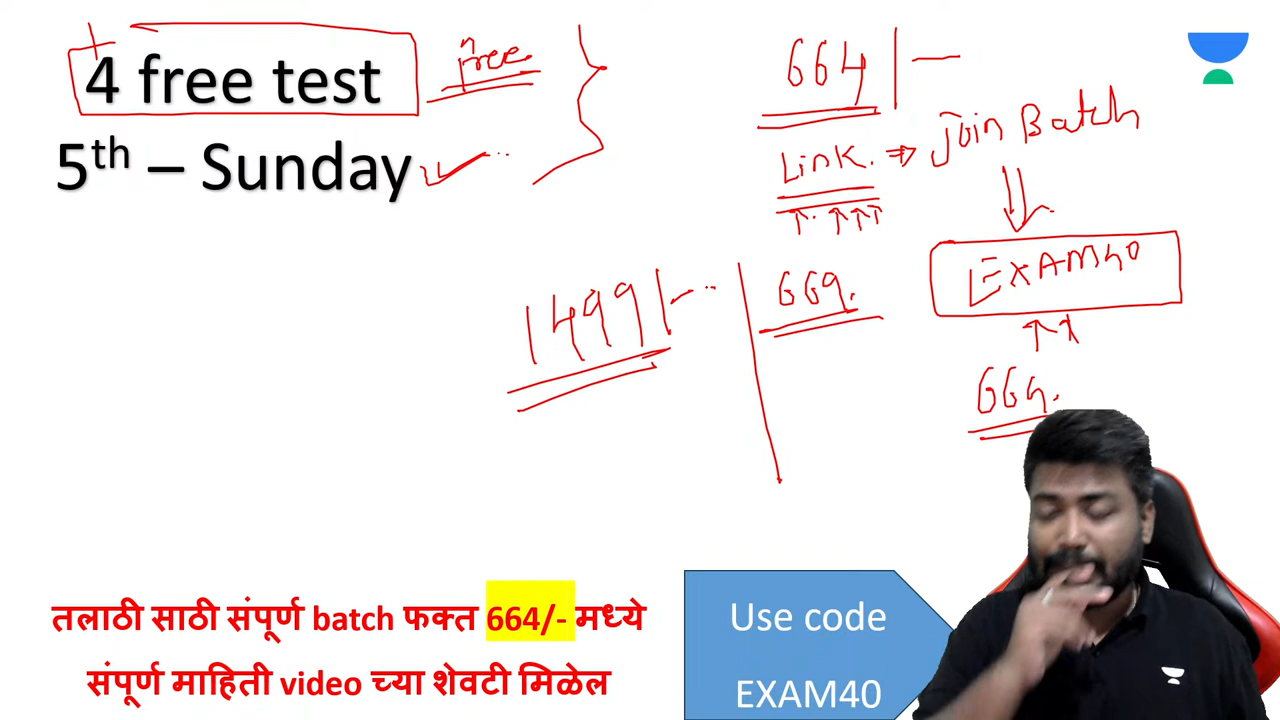 4 free test
free
5th – Sunday
664/-
Link. ⇒ Join Batch
EXAM40
1499/-
669.
669.
तलाठी साठी संपूर्ण batch फक्त 664/- मध्ये
संपूर्ण माहिती video च्या शेवटी मिळेल
Use code
EXAM40